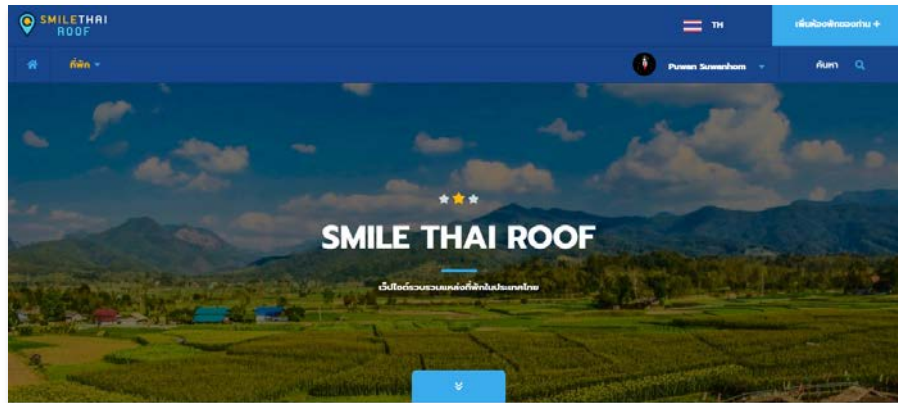 SMILETHAI
ROOF
TH
เพิ่มห้องพักของท่าน +
ที่พัก
Puwan Suwanhom
ค้นหา
SMILE THAI ROOF
เว็ปไซต์รวบรวมแหล่งที่พักในประเทศไทย